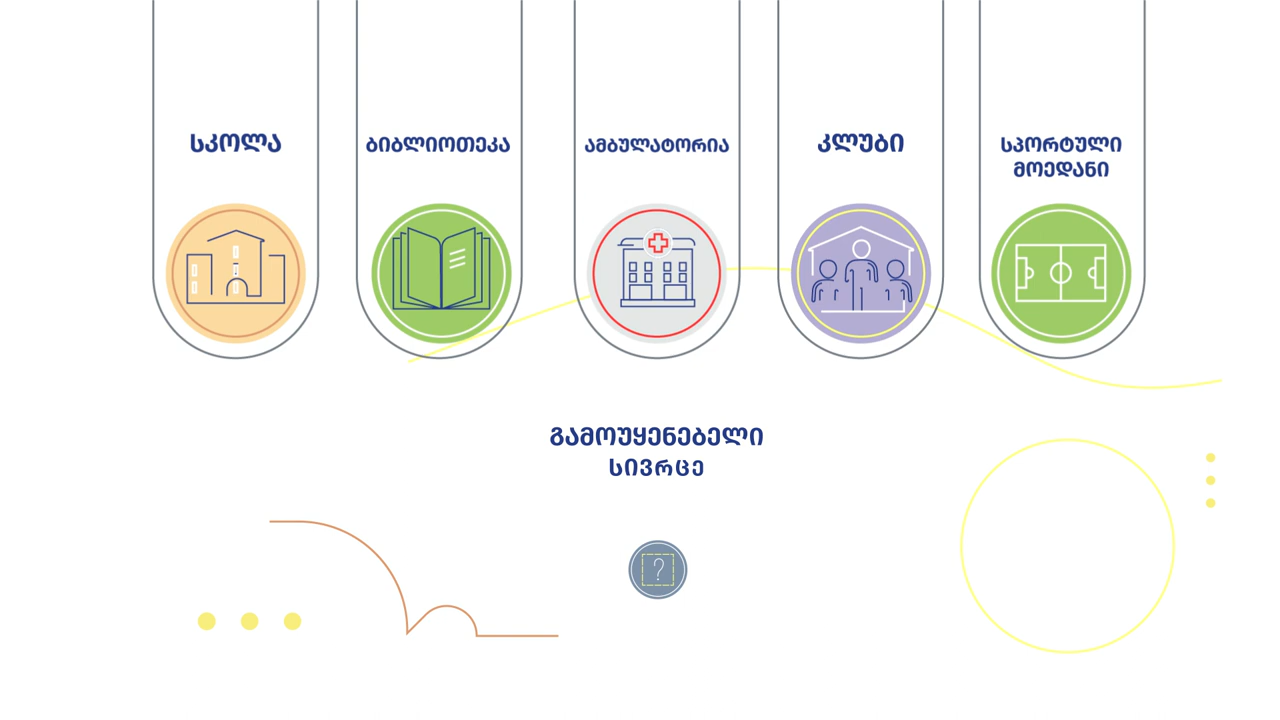 სკოლა
ბიბლიოთეკა
ამბულატორია
კლუბი
სპორტული
მოედანი
გამოუყენებელი
სივრცე
?